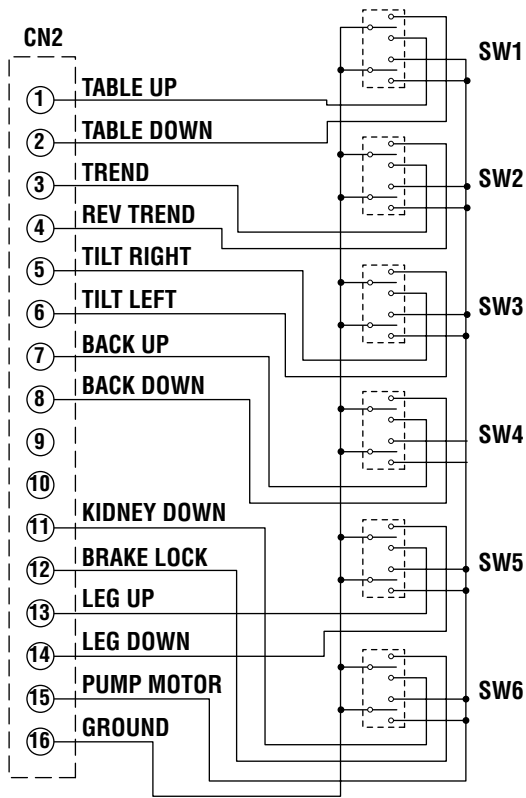 CN2
1 TABLE UP
2 TABLE DOWN
3 TREND
4 REV TREND
5 TILT RIGHT
6 TILT LEFT
7 BACK UP
8 BACK DOWN
9
10
11 KIDNEY DOWN
12 BRAKE LOCK
13 LEG UP
14 LEG DOWN
15 PUMP MOTOR
16 GROUND
SW1
SW2
SW3
SW4
SW5
SW6